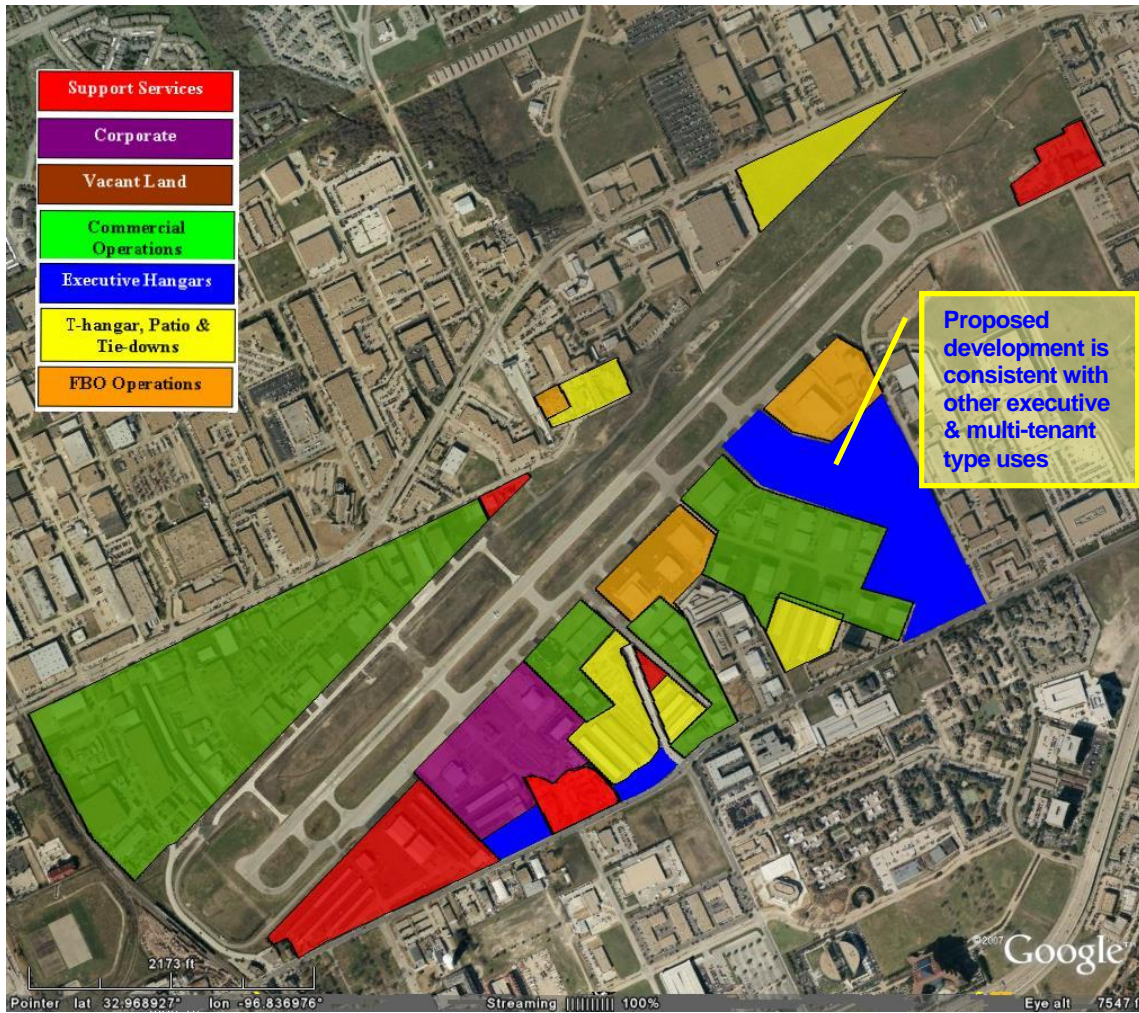 Support Services
Corporate
Vacant Land
Commercial
Operations
Executive Hangars
T-hangar, Patio &
Tie-downs
FBO Operations
Proposed
development is
consistent with
other executive
& multi-tenant
type uses
2173 ft
©2007 Google™
Pointer lat 32.968927° lon -96.836976° Streaming |||||||||| 100% Eye alt 7547 f